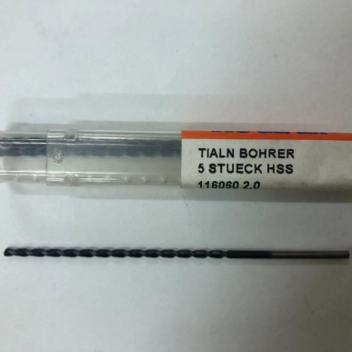 TIALN BOHRER
5 STUECK HSS
116060 2.0